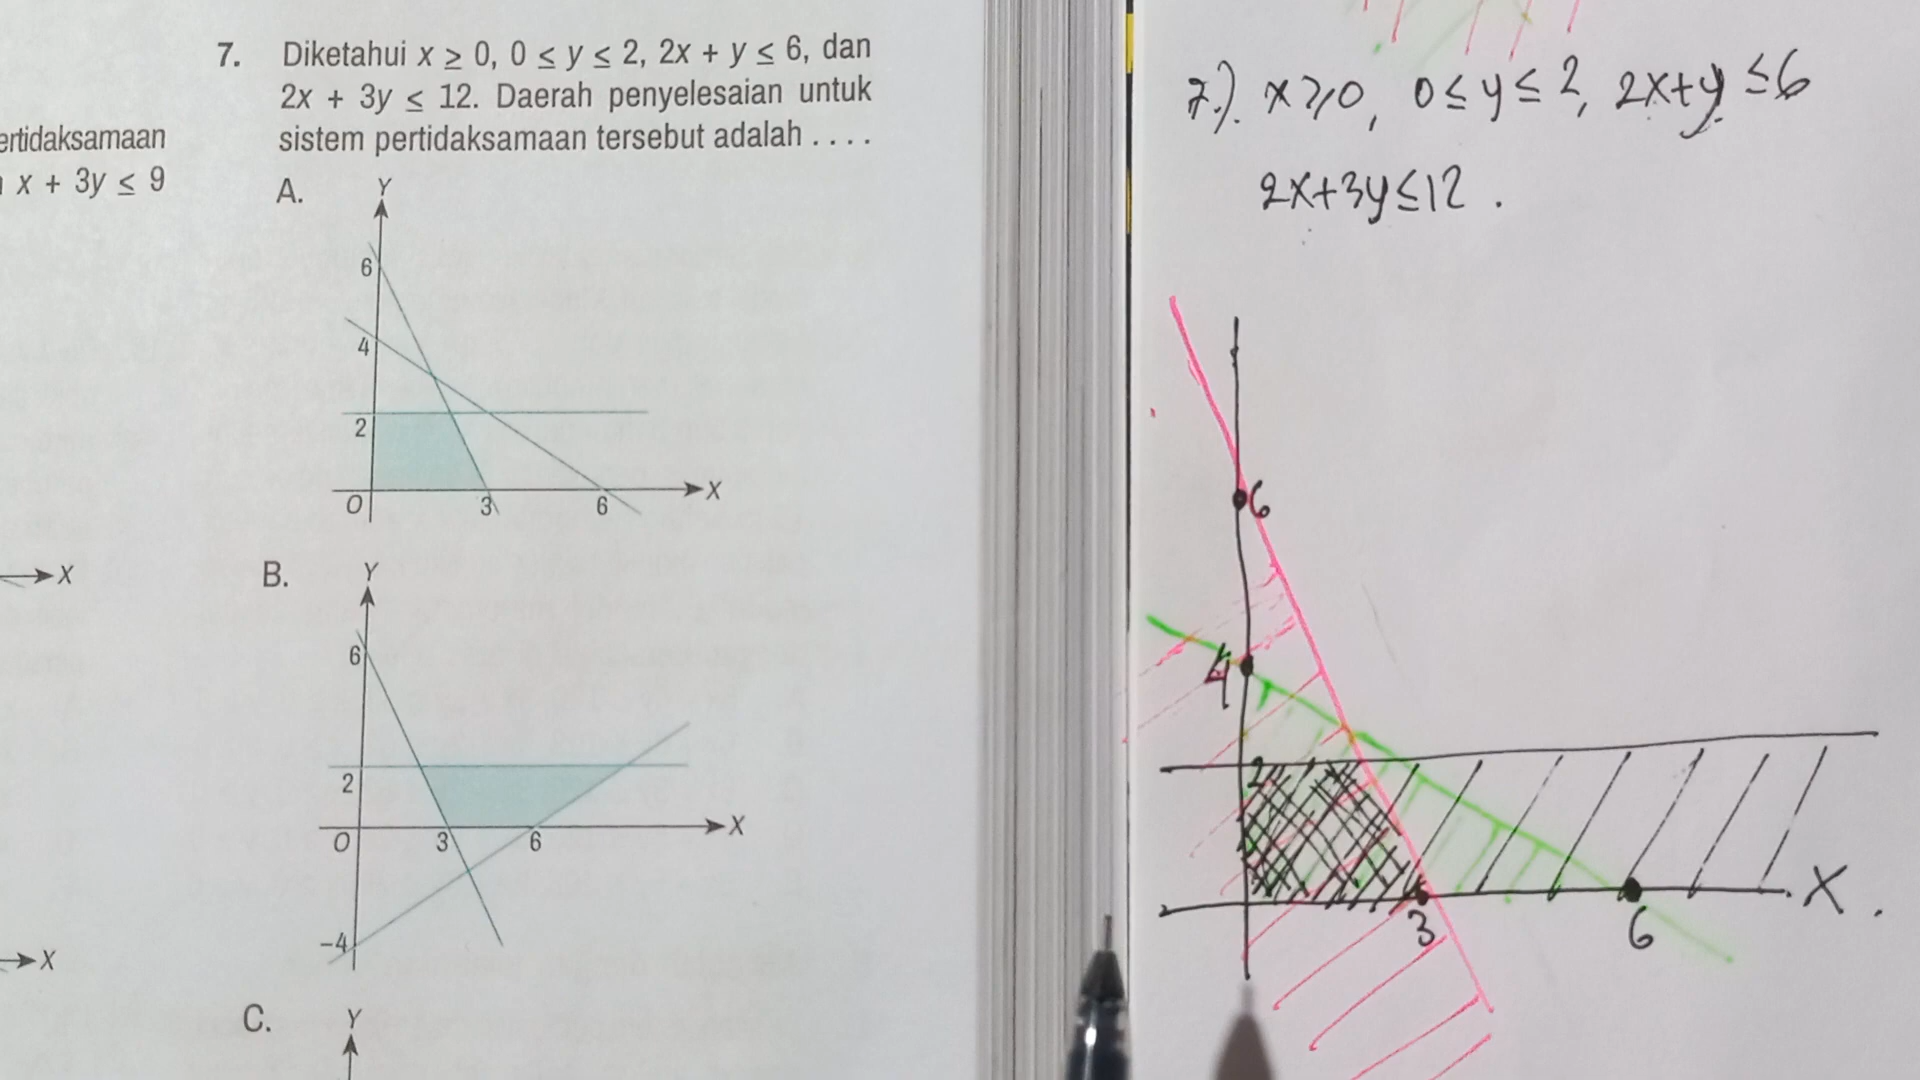 ertidaksamaan
x + 3y ≤ 9
X
X
7. Diketahui x ≥ 0, 0 ≤ y ≤ 2, 2x + y ≤ 6, dan
2x + 3y ≤ 12. Daerah penyelesaian untuk
sistem pertidaksamaan tersebut adalah . . . .
A.
Y
6
4
2
O 3 6 X
B.
Y
6
2
O 3 6 X
−4
C.
Y
7.). x ≥ 0, 0 ≤ y ≤ 2, 2x+y ≤ 6
2x+3y ≤ 12 .
6
4
2
X .
3 6